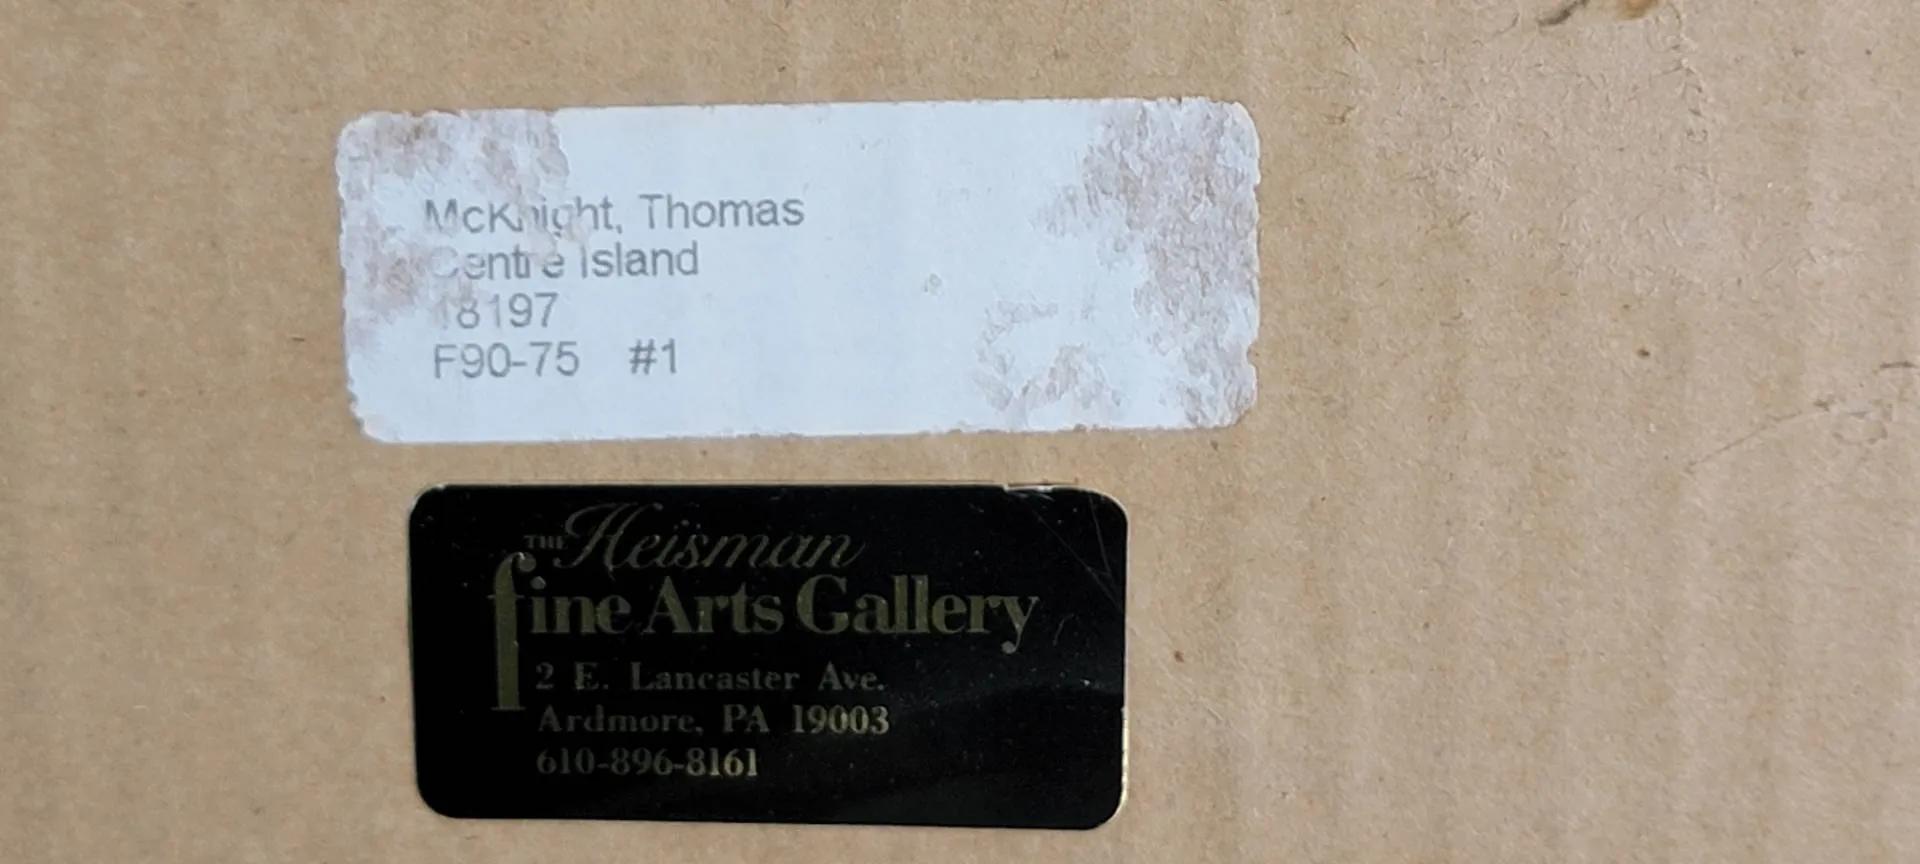 McKnight, Thomas
Centre Island
18197
F90-75 #1
THE Heisman
fine Arts Gallery
2 E. Lancaster Ave.
Ardmore, PA 19003
610-896-8161